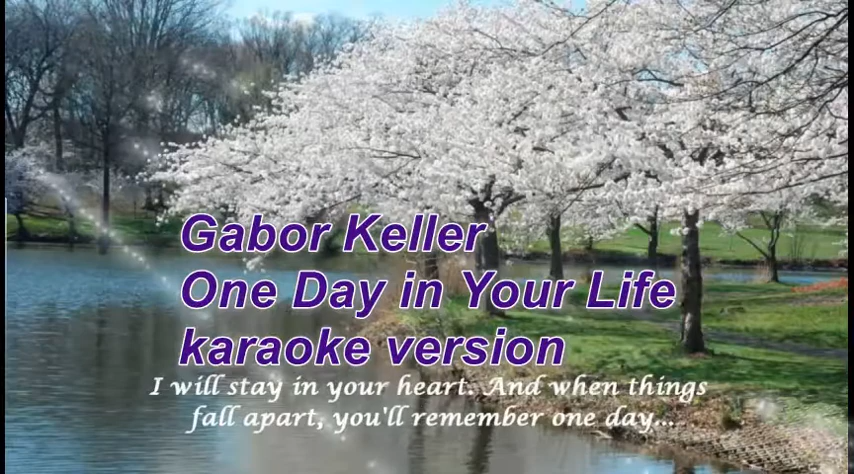 Gabor Keller
One Day in Your Life
karaoke version
I will stay in your heart. And when things
fall apart, you'll remember one day...